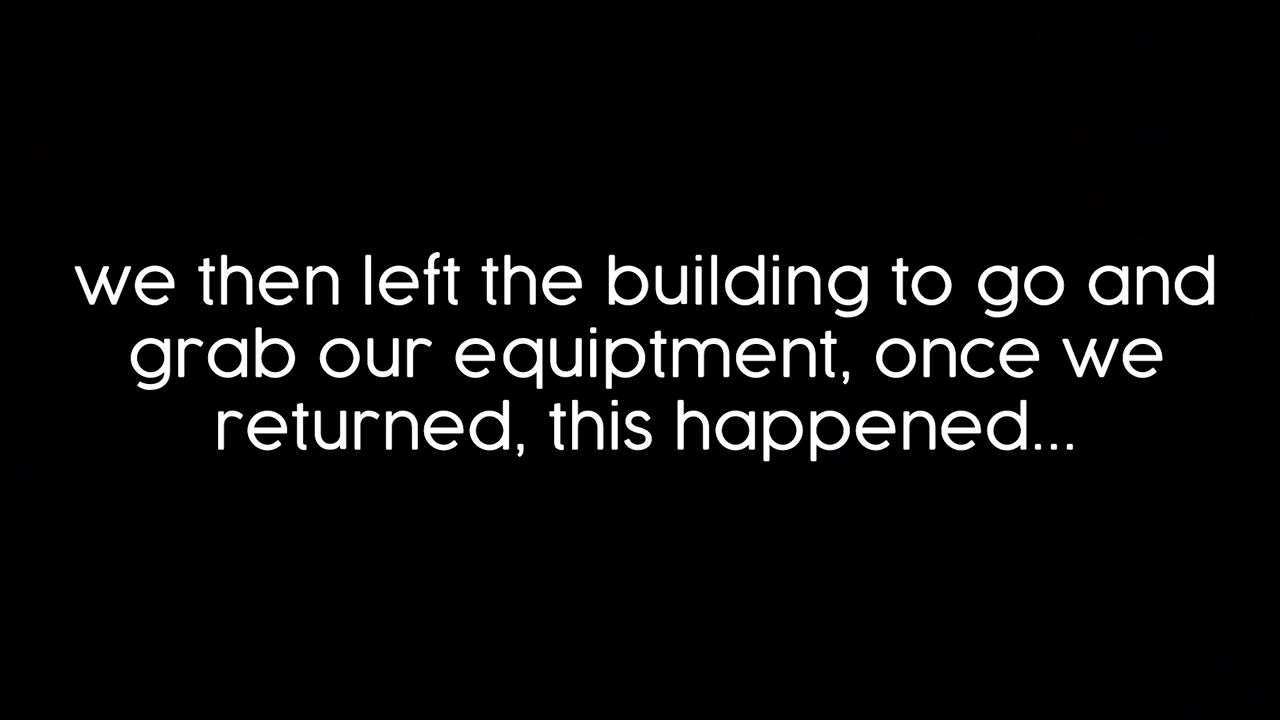 we then left the building to go and
grab our equiptment, once we
returned, this happened...